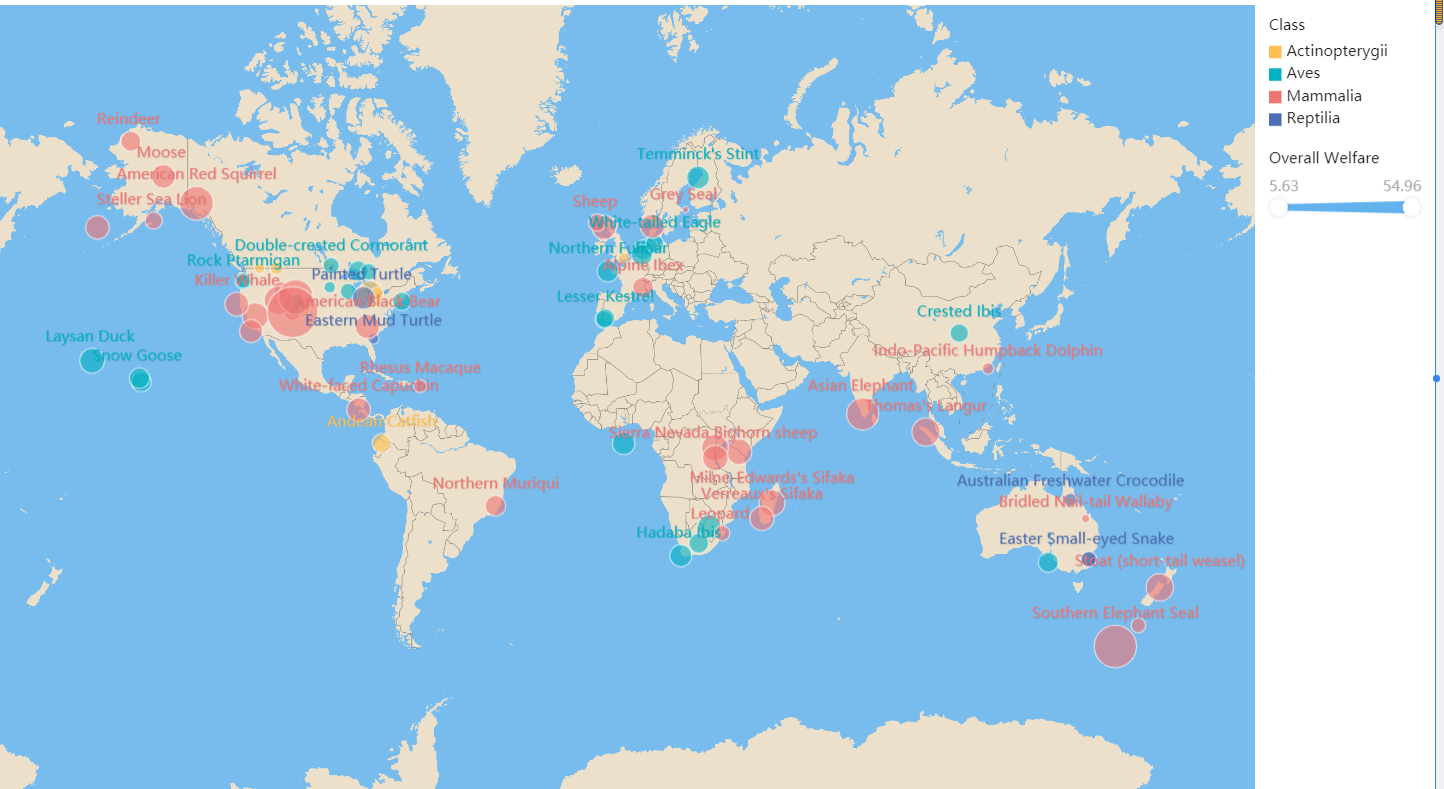 Class
Actinopterygii
Aves
Mammalia
Reptilia
Overall Welfare
5.63 54.96
Reindeer
Moose
American Red Squirrel
Steller Sea Lion
Double-crested Cormorant
Rock Ptarmigan
Killer Whale
Painted Turtle
American Black Bear
Eastern Mud Turtle
Laysan Duck
Snow Goose
Rhesus Macaque
White-faced Capuchin
Andean Catfish
Northern Muriqui
Temminck's Stint
Grey Seal
Sheep
White-tailed Eagle
Northern Fulmar
Alpine Ibex
Lesser Kestrel
Crested Ibis
Indo-Pacific Humpback Dolphin
Asian Elephant
Thomas's Langur
Sierra Nevada Bighorn sheep
Milne-Edwards's Sifaka
Verreaux's Sifaka
Leopard
Hadaba Ibis
Australian Freshwater Crocodile
Bridled Nail-tail Wallaby
Easter Small-eyed Snake
Stoat (short-tail weasel)
Southern Elephant Seal